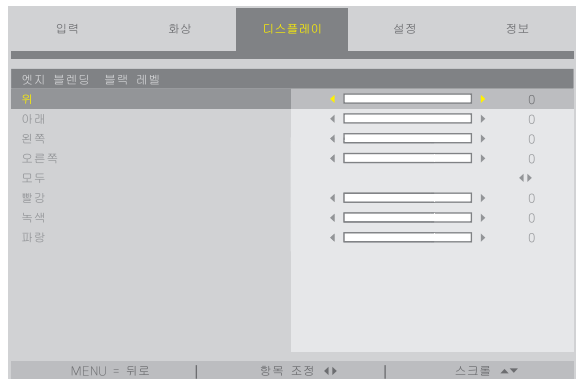 입력 화상 디스플레이 설정 정보
엣지 블렌딩 블랙 레벨
위 0
아래 0
왼쪽 0
오른쪽 0
모두
빨강 0
녹색 0
파랑 0
MENU = 뒤로 항목 조정 스크롤